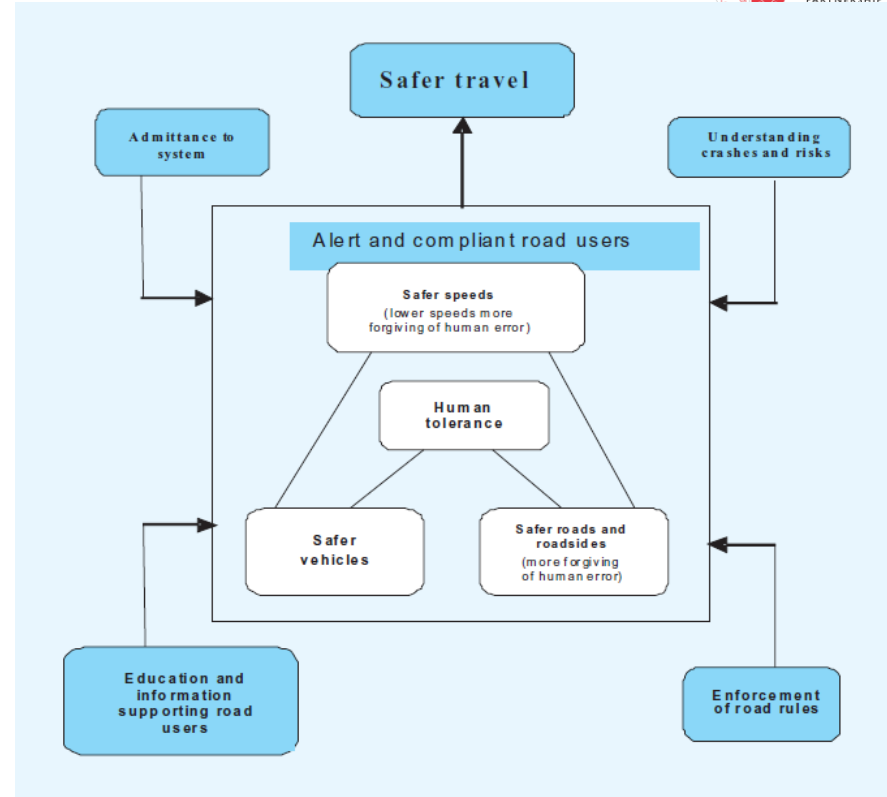 Safer travel
Admittance to
system
Understanding
crashes and risks
Alert and compliant road users
Safer speeds
(lower speeds more
forgiving of human error)
Human
tolerance
Safer
vehicles
Safer roads and
roadsides
(more forgiving
of human error)
Education and
information
supporting road
users
Enforcement
of road rules